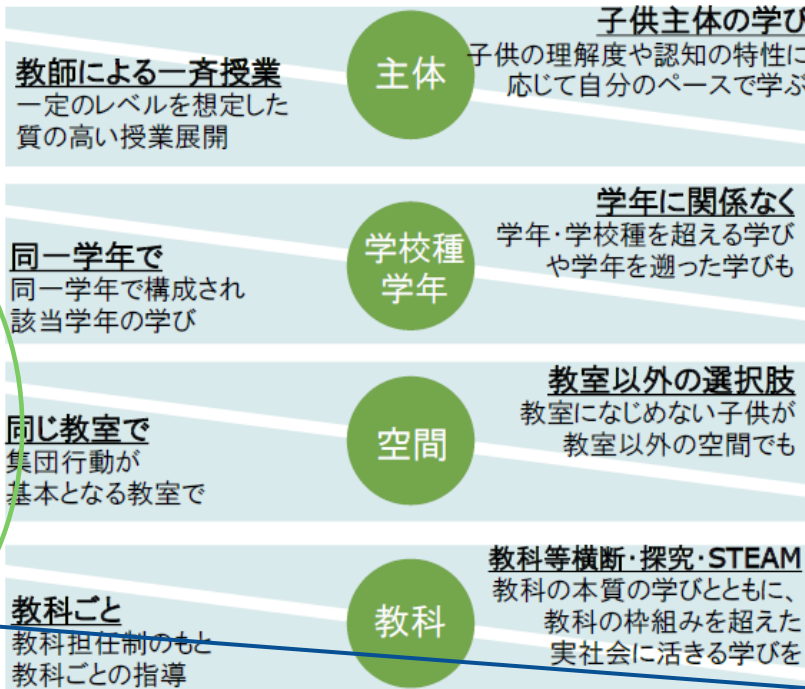 子供主体の学び
子供の理解度や認知の特性に
応じて自分のペースで学ぶ
主体
教師による一斉授業
一定のレベルを想定した
質の高い授業展開
学年に関係なく
学年・学校種を超える学び
や学年を遡った学びも
学校種
学年
同一学年で
同一学年で構成され
該当学年の学び
教室以外の選択肢
教室になじめない子供が
教室以外の空間でも
空間
同じ教室で
集団行動が
基本となる教室で
教科等横断・探究・STEAM
教科の本質の学びとともに、
教科の枠組みを超えた
実社会に活きる学びを
教科
教科ごと
教科担任制のもと
教科ごとの指導